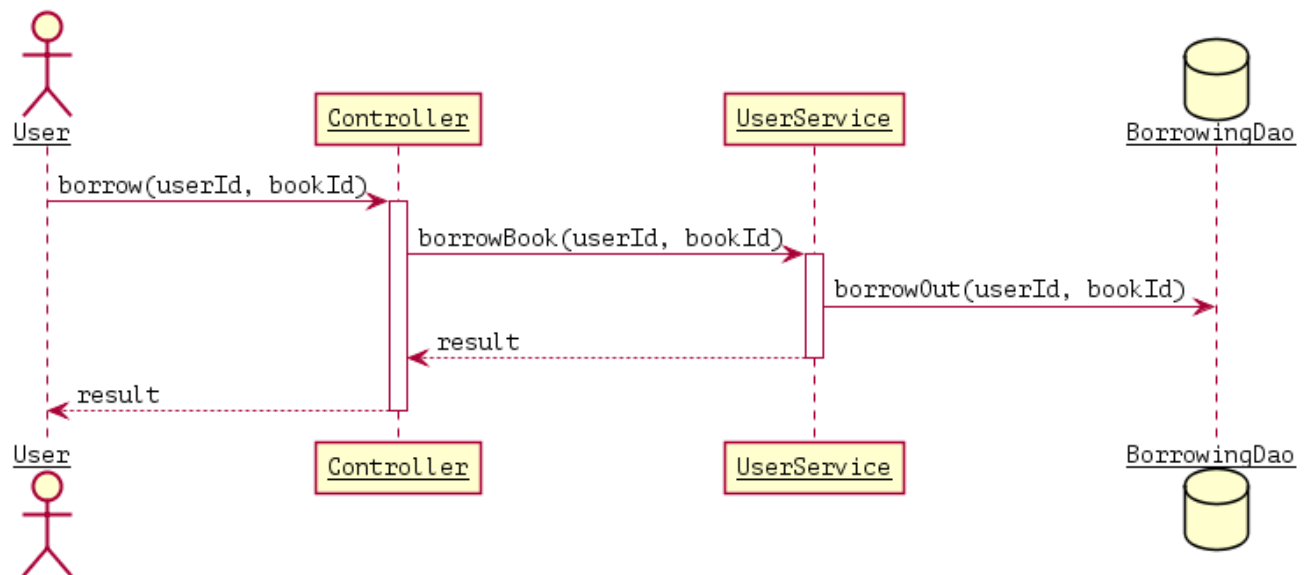 User
Controller
UserService
BorrowingDao
borrow(userId, bookId)
borrowBook(userId, bookId)
borrowOut(userId, bookId)
result
result
User
Controller
UserService
BorrowingDao